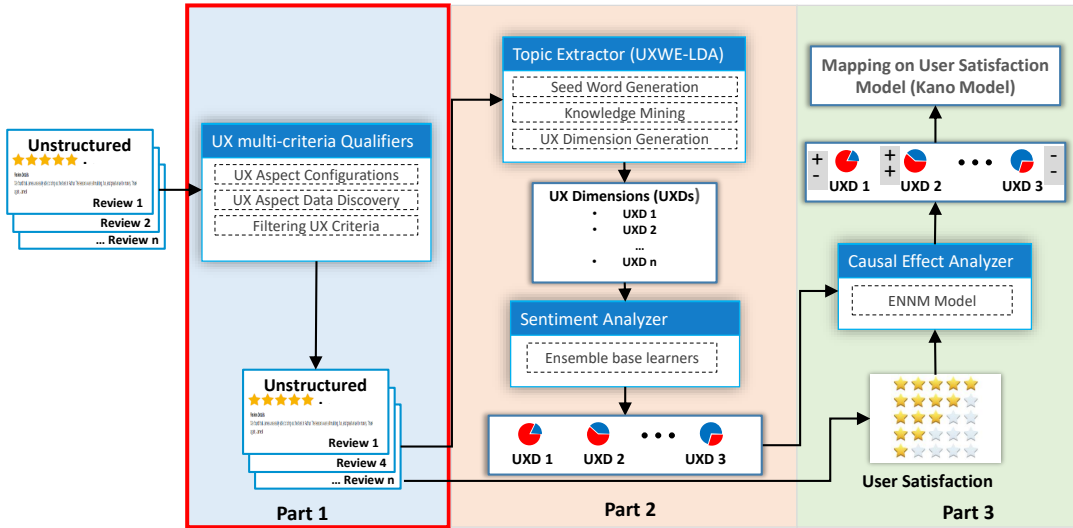 Unstructured
Review 1
Review 2
... Review n
UX multi-criteria Qualifiers
UX Aspect Configurations
UX Aspect Data Discovery
Filtering UX Criteria
Unstructured
Review 1
Review 4
... Review n
Part 1
Topic Extractor (UXWE-LDA)
Seed Word Generation
Knowledge Mining
UX Dimension Generation
UX Dimensions (UXDs)
• UXD 1
• UXD 2
...
• UXD n
Sentiment Analyzer
Ensemble base learners
UXD 1 UXD 2 • • • UXD 3
Part 2
Mapping on User Satisfaction
Model (Kano Model)
+ + -
- + -
UXD 1 UXD 2 • • • UXD 3
Causal Effect Analyzer
ENNM Model
User Satisfaction
Part 3